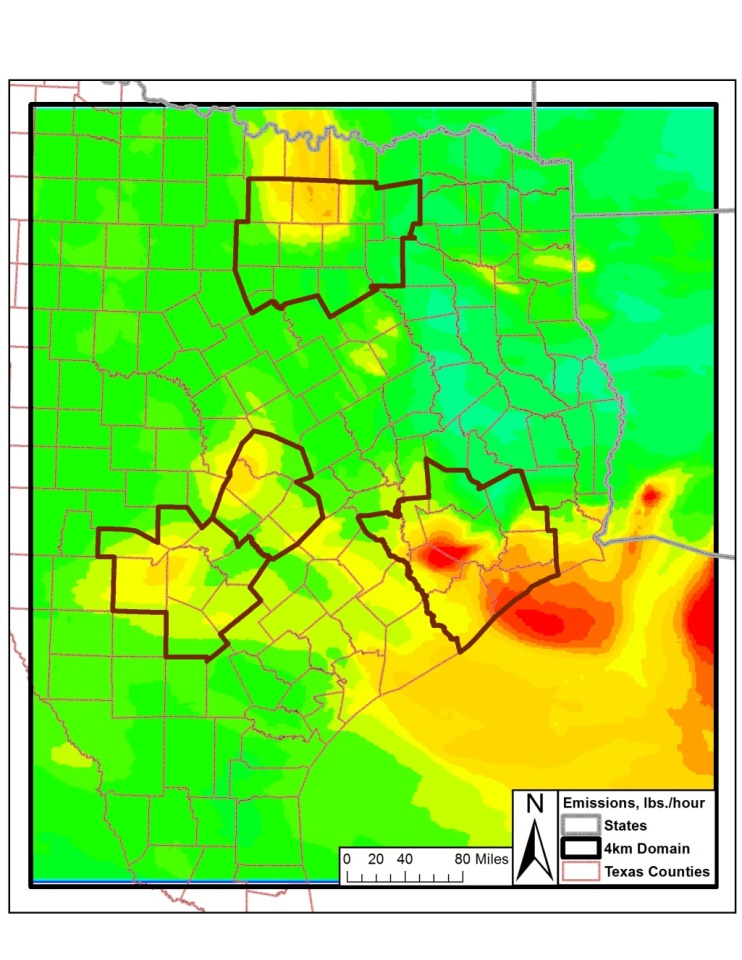 N
Emissions, lbs./hour
States
4km Domain
Texas Counties
0 20 40 80 Miles